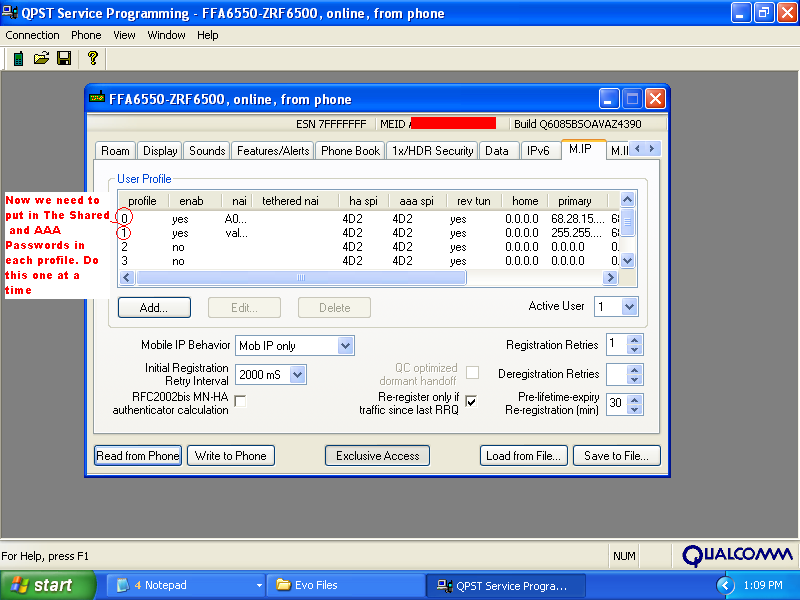 QPST Service Programming - FFA6550-ZRF6500, online, from phone
Connection Phone View Window Help
FFA6550-ZRF6500, online, from phone
ESN 7FFFFFFF MEID Build Q6085BSOAVAZ4390
Roam Display Sounds Features/Alerts Phone Book 1x/HDR Security Data IPv6 M.IP M.II
User Profile
profile enab nai tethered nai ha spi aaa spi rev tun home primary
0 yes A0... 4D2 4D2 yes 0.0.0.0 68.28.15.... 68
1 yes val... 4D2 4D2 yes 0.0.0.0 255.255.... 68
2 no 4D2 4D2 yes 0.0.0.0 0.0.0.0 0.
3 no 4D2 4D2 yes 0.0.0.0 0.0.0.0 0.
Now we need to
put in The Shared
and AAA
Passwords in
each profile. Do
this one at a
time
Add... Edit... Delete Active User 1
Mobile IP Behavior Mob IP only Registration Retries 1
Initial Registration
Retry Interval 2000 mS QC optimized
dormant handoff Deregistration Retries
RFC2002bis MN-HA
authenticator calculation Re-register only if
traffic since last RRQ Pre-lifetime-expiry
Re-registration (min) 30
Read from Phone Write to Phone Exclusive Access Load from File... Save to File...
For Help, press F1 NUM QUALCOMM
start 4 Notepad Evo Files QPST Service Progra... 1:09 PM